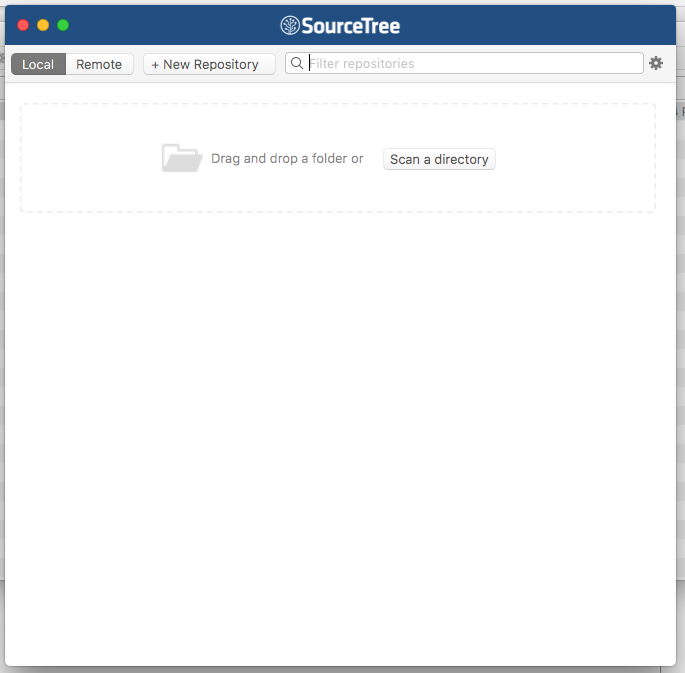 SourceTree
Local Remote + New Repository Filter repositories
Drag and drop a folder or Scan a directory